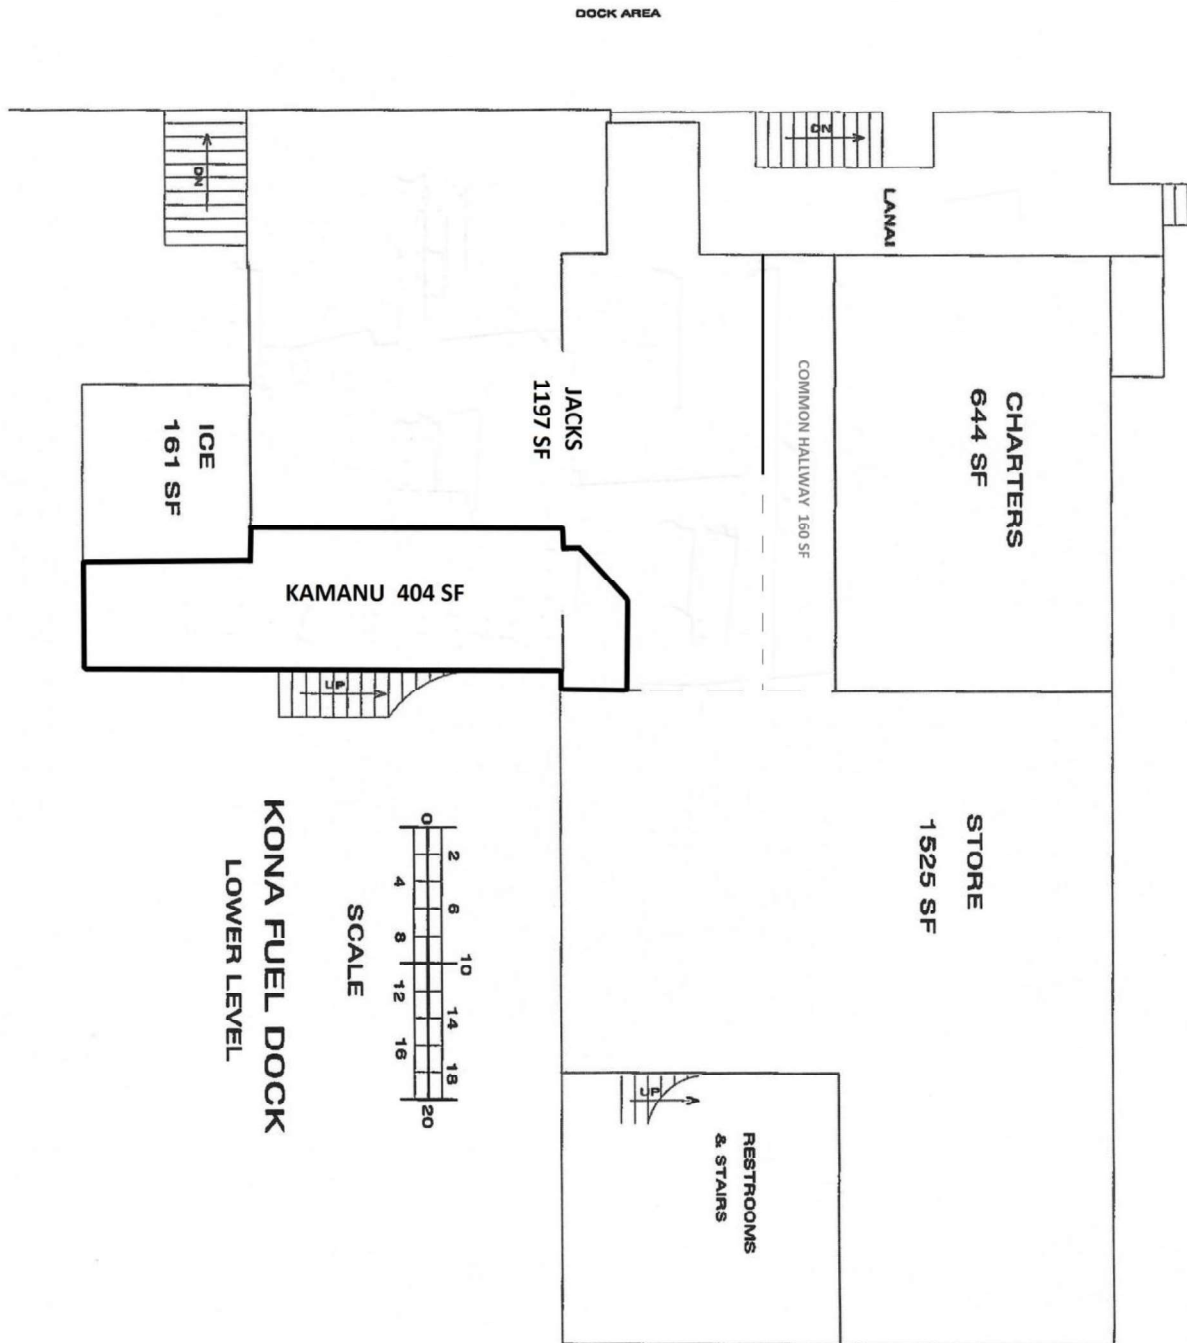 DOCK AREA
DN
DN
LANAI
JACKS
1197 SF
COMMON HALLWAY 160 SF
CHARTERS
644 SF
ICE
161 SF
KAMANU 404 SF
UP
STORE
1525 SF
0
2
4
6
8
10
12
14
16
18
20
SCALE
KONA FUEL DOCK
LOWER LEVEL
UP
RESTROOMS
& STAIRS